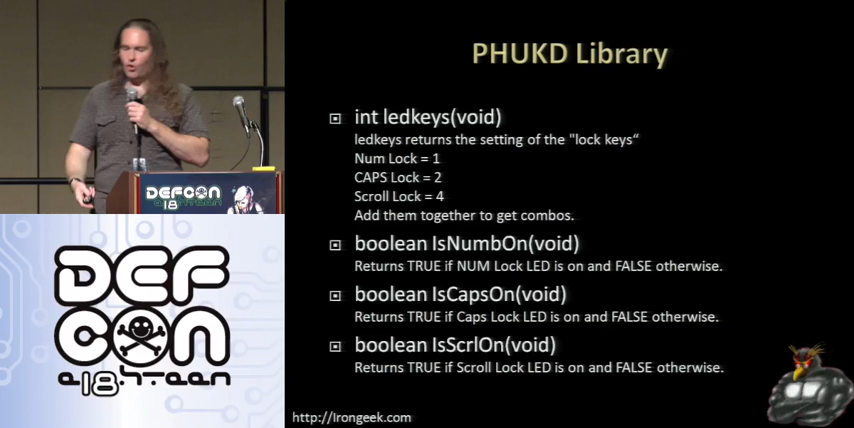 PHUKD Library
int ledkeys(void)
ledkeys returns the setting of the "lock keys“
Num Lock = 1
CAPS Lock = 2
Scroll Lock = 4
Add them together to get combos.
boolean IsNumbOn(void)
Returns TRUE if NUM Lock LED is on and FALSE otherwise.
boolean IsCapsOn(void)
Returns TRUE if Caps Lock LED is on and FALSE otherwise.
boolean IsScrlOn(void)
Returns TRUE if Scroll Lock LED is on and FALSE otherwise.
http://Irongeek.com
DEFCON
18
DEF
CON
e18hteen